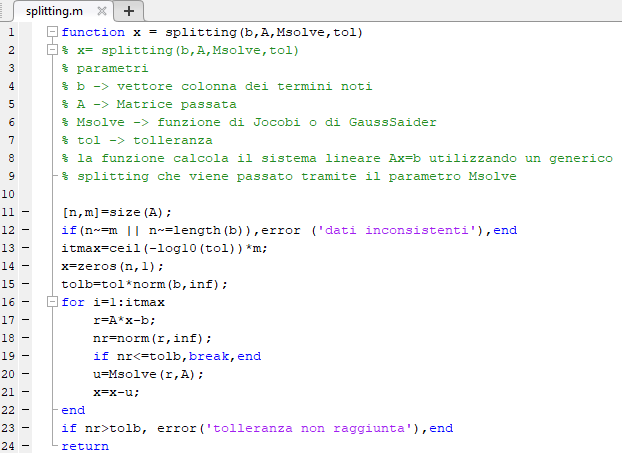 splitting.m
1 function x = splitting(b,A,Msolve,tol)
2 % x= splitting(b,A,Msolve,tol)
3 % parametri
4 % b -> vettore colonna dei termini noti
5 % A -> Matrice passata
6 % Msolve -> funzione di Jocobi o di GaussSaider
7 % tol -> tolleranza
8 % la funzione calcola il sistema lineare Ax=b utilizzando un generico
9 % splitting che viene passato tramite il parametro Msolve
10
11 [n,m]=size(A);
12 if(n~=m || n~=length(b)),error ('dati inconsistenti'),end
13 itmax=ceil(-log10(tol))*m;
14 x=zeros(n,1);
15 tolb=tol*norm(b,inf);
16 for i=1:itmax
17 r=A*x-b;
18 nr=norm(r,inf);
19 if nr<=tolb,break,end
20 u=Msolve(r,A);
21 x=x-u;
22 end
23 if nr>tolb, error('tolleranza non raggiunta'),end
24 return